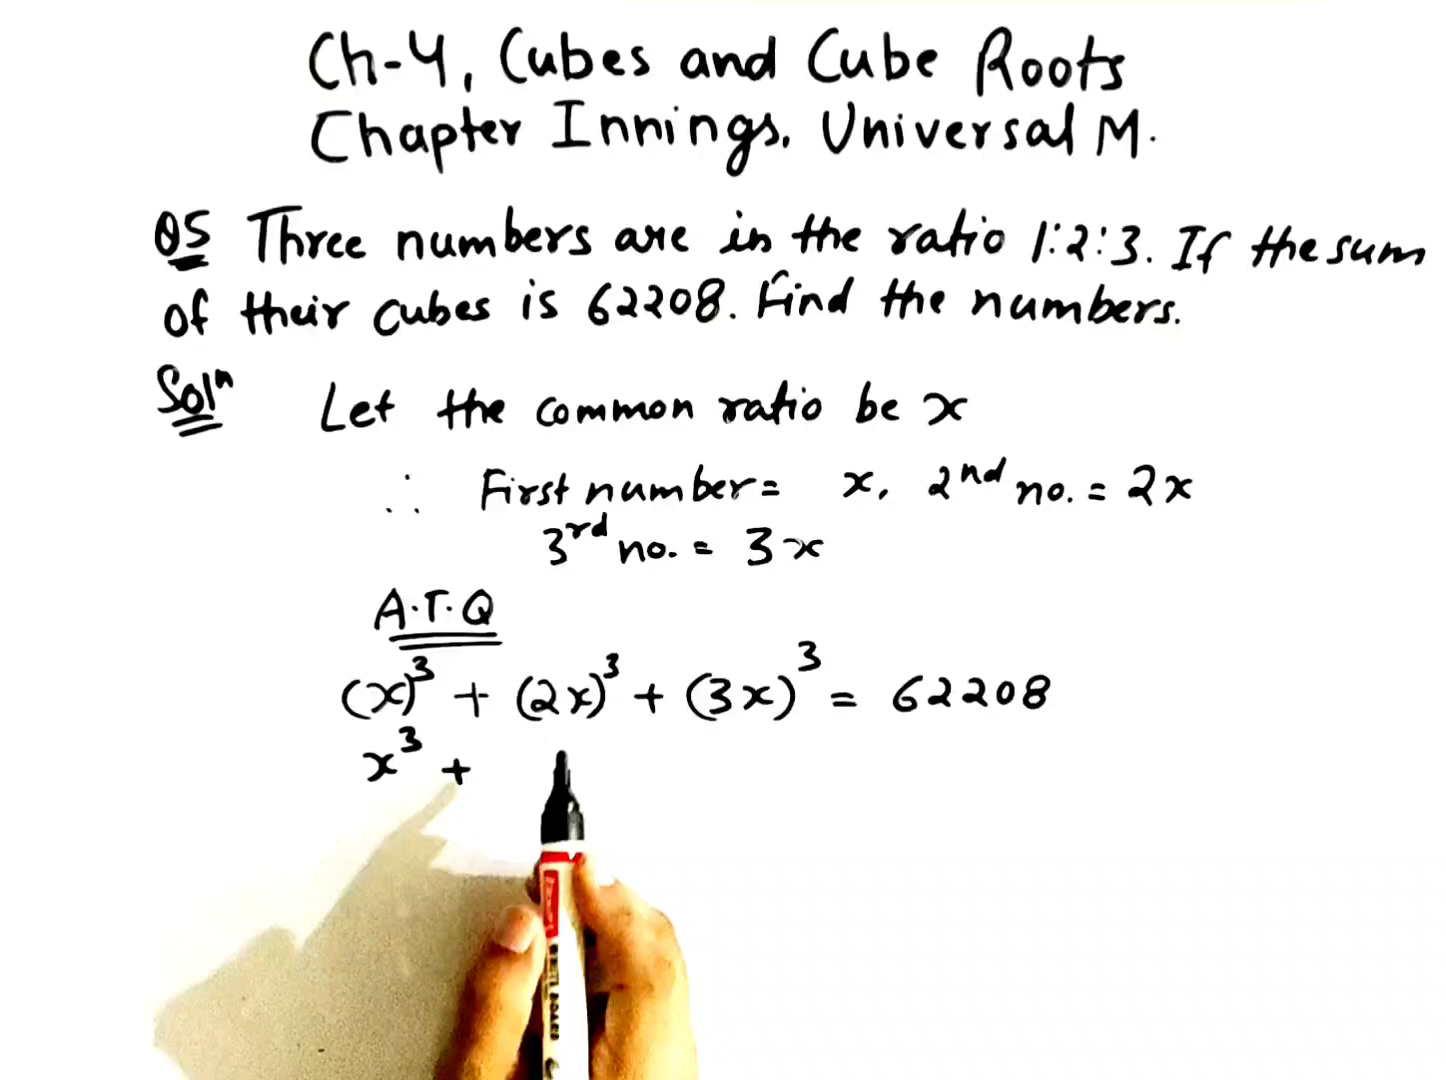 Ch-4, Cubes and Cube Roots
Chapter Innings. Universal M.
Q5 Three numbers are in the ratio 1:2:3. If the sum
of their cubes is 62208. Find the numbers.
Solⁿ Let the common ratio be x
∴ First number = x, 2ⁿᵈ no. = 2x
3ʳᵈ no. = 3x
A.T.Q
(x)³ + (2x)³ + (3x)³ = 62208
x³ +